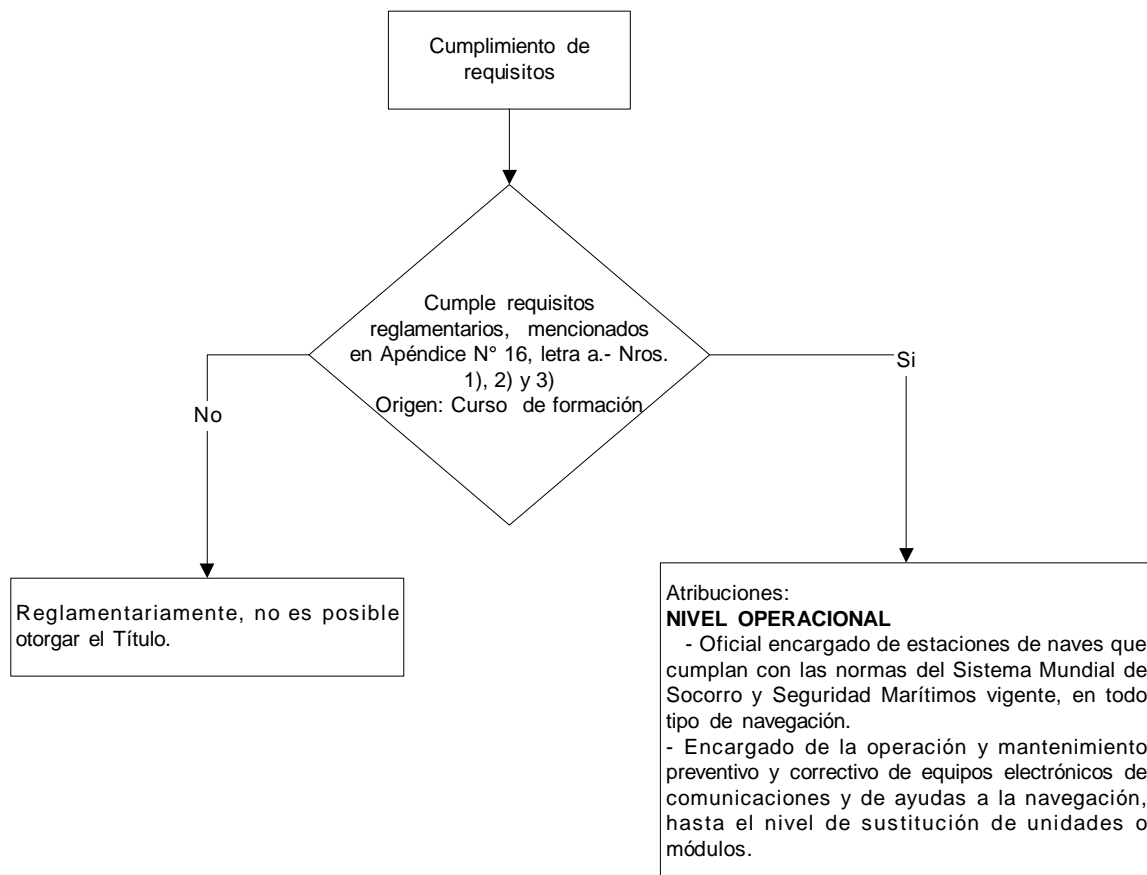 Cumplimiento de
requisitos
Cumple requisitos
reglamentarios, mencionados
en Apéndice N° 16, letra a.- Nros.
1), 2) y 3)
Origen: Curso de formación
No
Si
Reglamentariamente, no es posible
otorgar el Título.
Atribuciones:
NIVEL OPERACIONAL
- Oficial encargado de estaciones de naves que
cumplan con las normas del Sistema Mundial de
Socorro y Seguridad Marítimos vigente, en todo
tipo de navegación.
- Encargado de la operación y mantenimiento
preventivo y correctivo de equipos electrónicos de
comunicaciones y de ayudas a la navegación,
hasta el nivel de sustitución de unidades o
módulos.